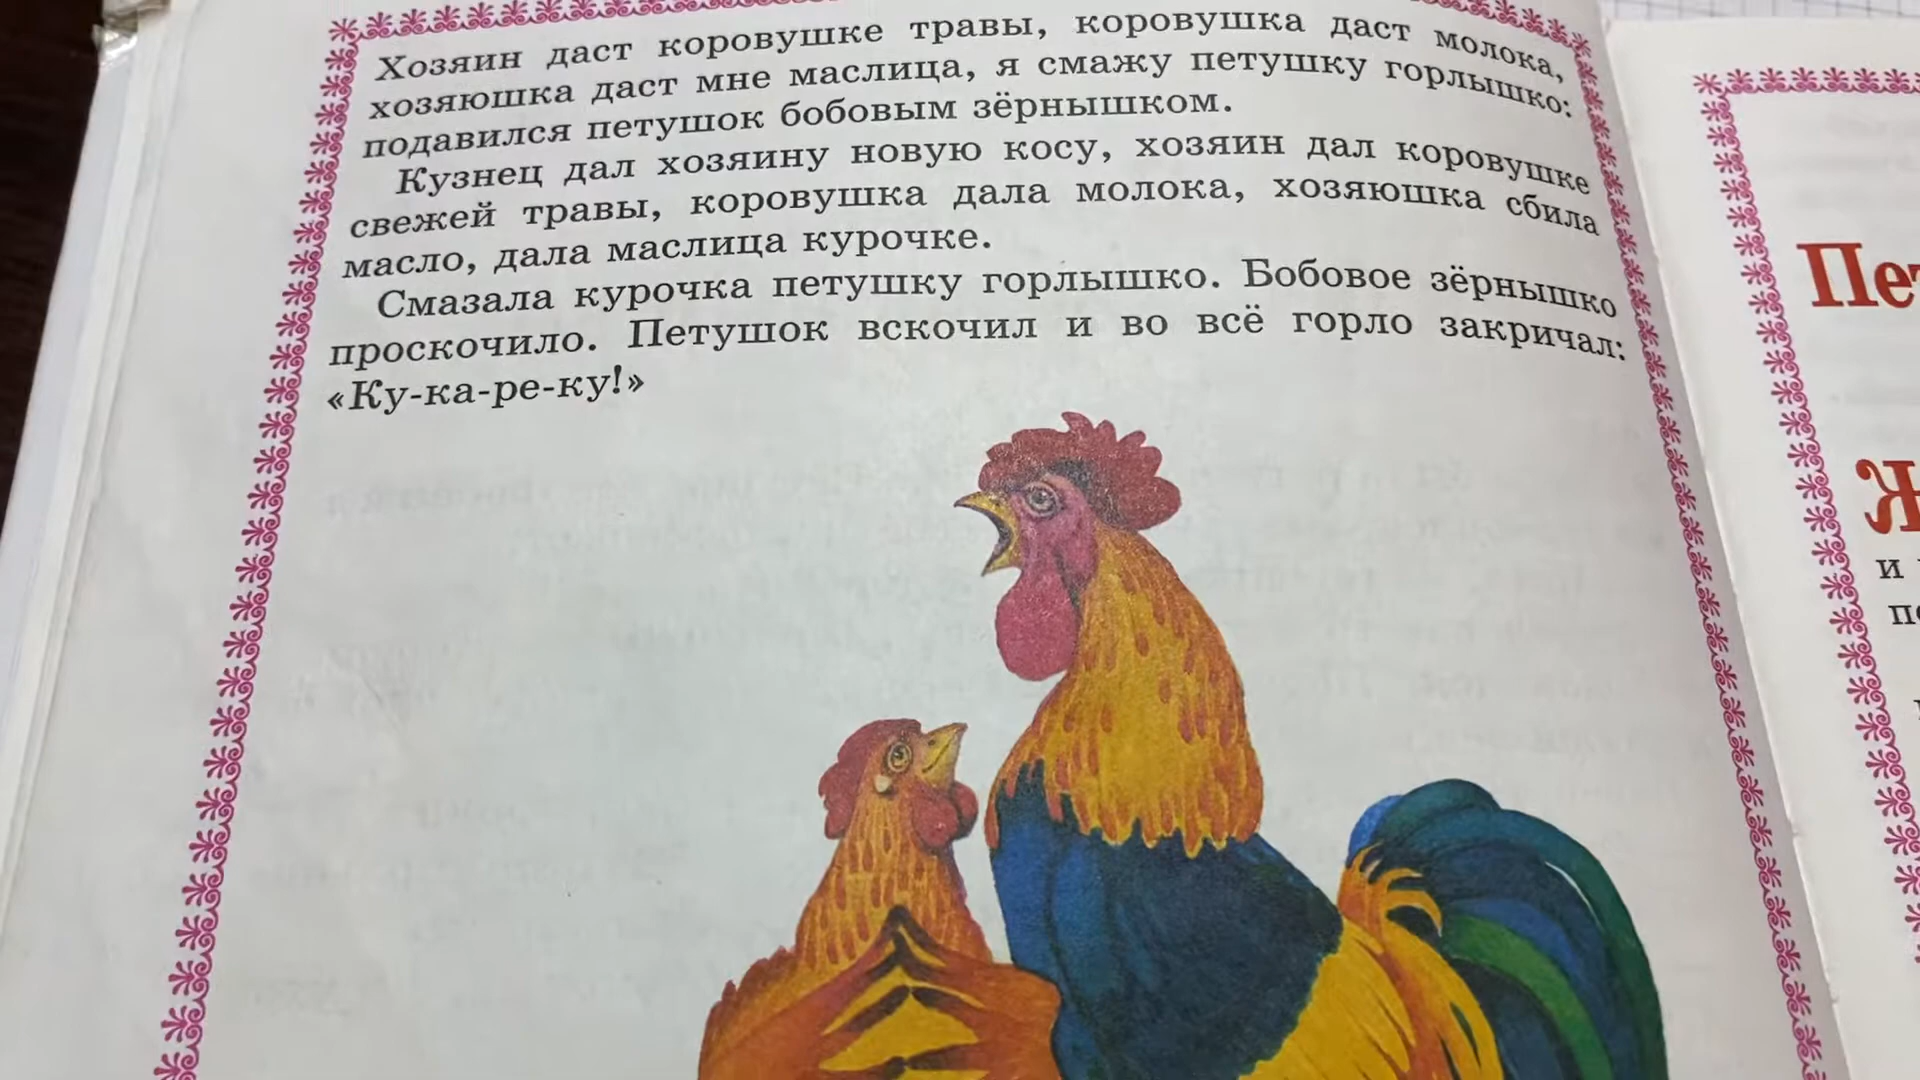 Хозяин даст коровушке травы, коровушка даст молока,
хозяюшка даст мне маслица, я смажу петушку горлышко:
подавился петушок бобовым зёрнышком.
Кузнец дал хозяину новую косу, хозяин дал коровушке
свежей травы, коровушка дала молока, хозяюшка сбила
масло, дала маслица курочке.
Смазала курочка петушку горлышко. Бобовое зёрнышко
проскочило. Петушок вскочил и во всё горло закричал:
«Ку-ка-ре-ку!»
Пет
Ж
и